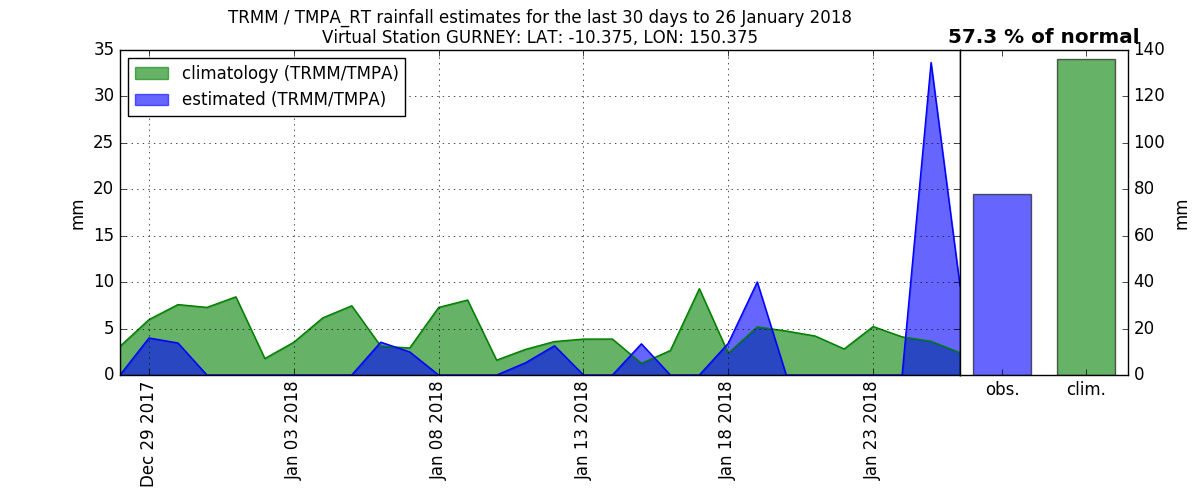 TRMM / TMPA_RT rainfall estimates for the last 30 days to 26 January 2018
Virtual Station GURNEY: LAT: -10.375, LON: 150.375
57.3 % of normal
climatology (TRMM/TMPA)
estimated (TRMM/TMPA)
35
30
25
20
15
10
5
0
mm
Dec 29 2017
Jan 03 2018
Jan 08 2018
Jan 13 2018
Jan 18 2018
Jan 23 2018
obs.
clim.
140
120
100
80
60
40
20
0
mm